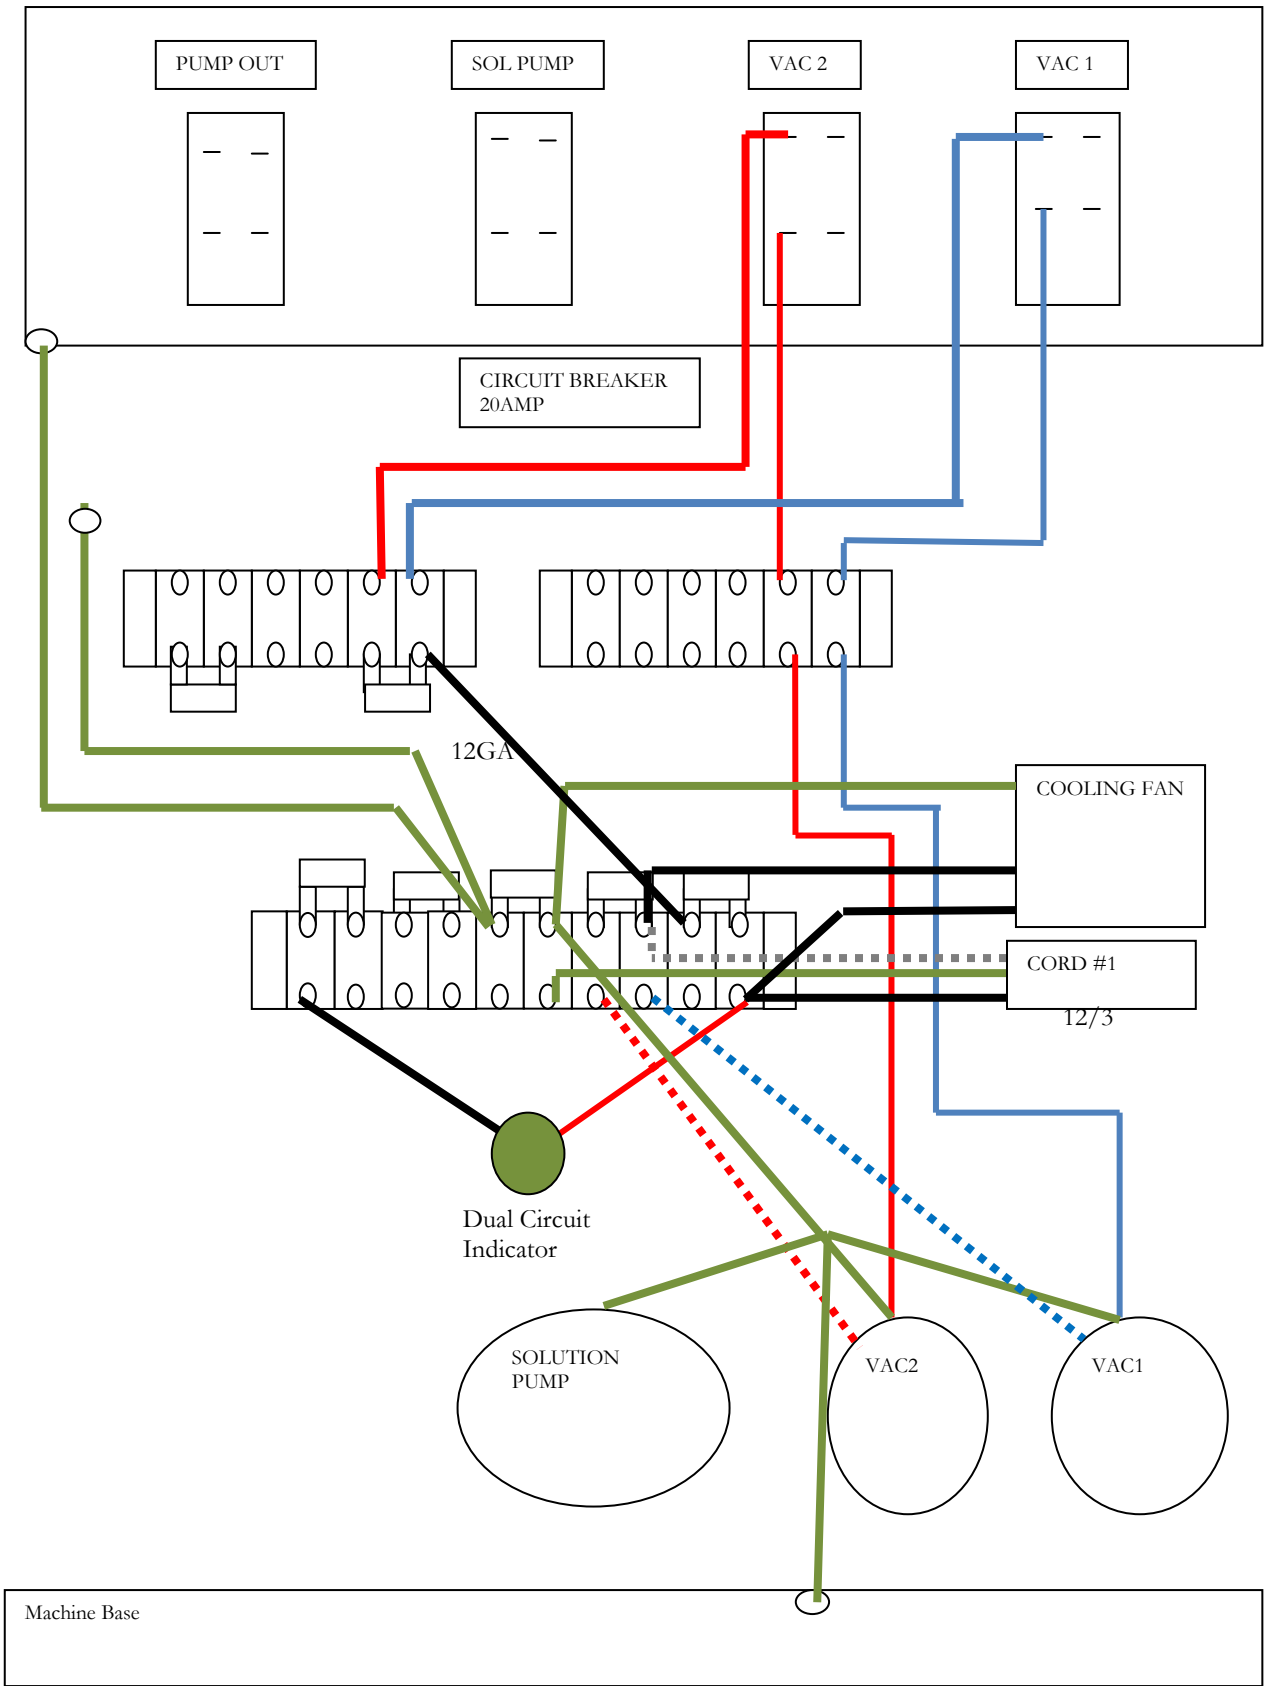 PUMP OUT
SOL PUMP
VAC 2
VAC 1
CIRCUIT BREAKER
20AMP
12GA
COOLING FAN
CORD #1
12/3
Dual Circuit
Indicator
SOLUTION
PUMP
VAC2
VAC1
Machine Base